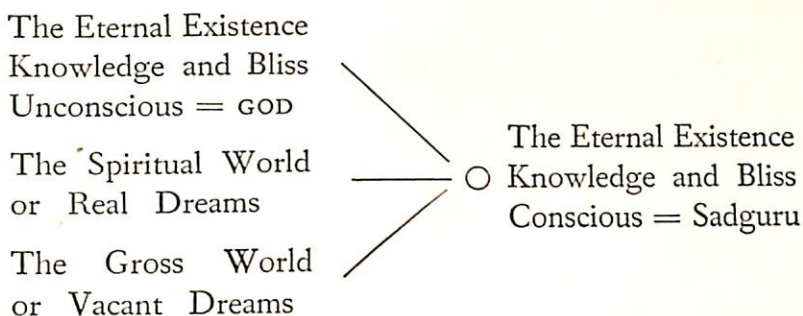 The Eternal Existence
Knowledge and Bliss
Unconscious = GOD
The Spiritual World
or Real Dreams
The Gross World
or Vacant Dreams
The Eternal Existence
Knowledge and Bliss
Conscious = Sadguru